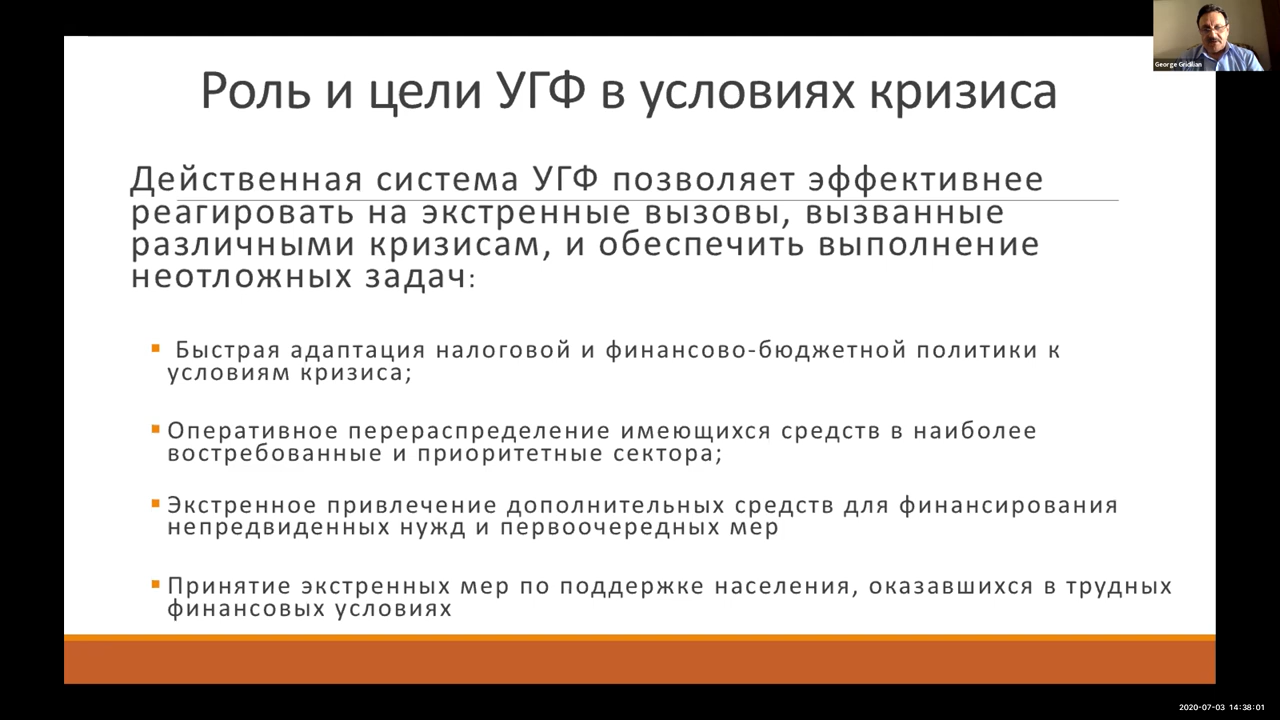 Роль и цели УГФ в условиях кризиса
Действенная система УГФ позволяет эффективнее
реагировать на экстренные вызовы, вызванные
различными кризисам, и обеспечить выполнение
неотложных задач:
Быстрая адаптация налоговой и финансово-бюджетной политики к
условиям кризиса;
Оперативное перераспределение имеющихся средств в наиболее
востребованные и приоритетные сектора;
Экстренное привлечение дополнительных средств для финансирования
непредвиденных нужд и первоочередных мер
Принятие экстренных мер по поддержке населения, оказавшихся в трудных
финансовых условиях
George Gridilian
2020-07-03 14:38:01